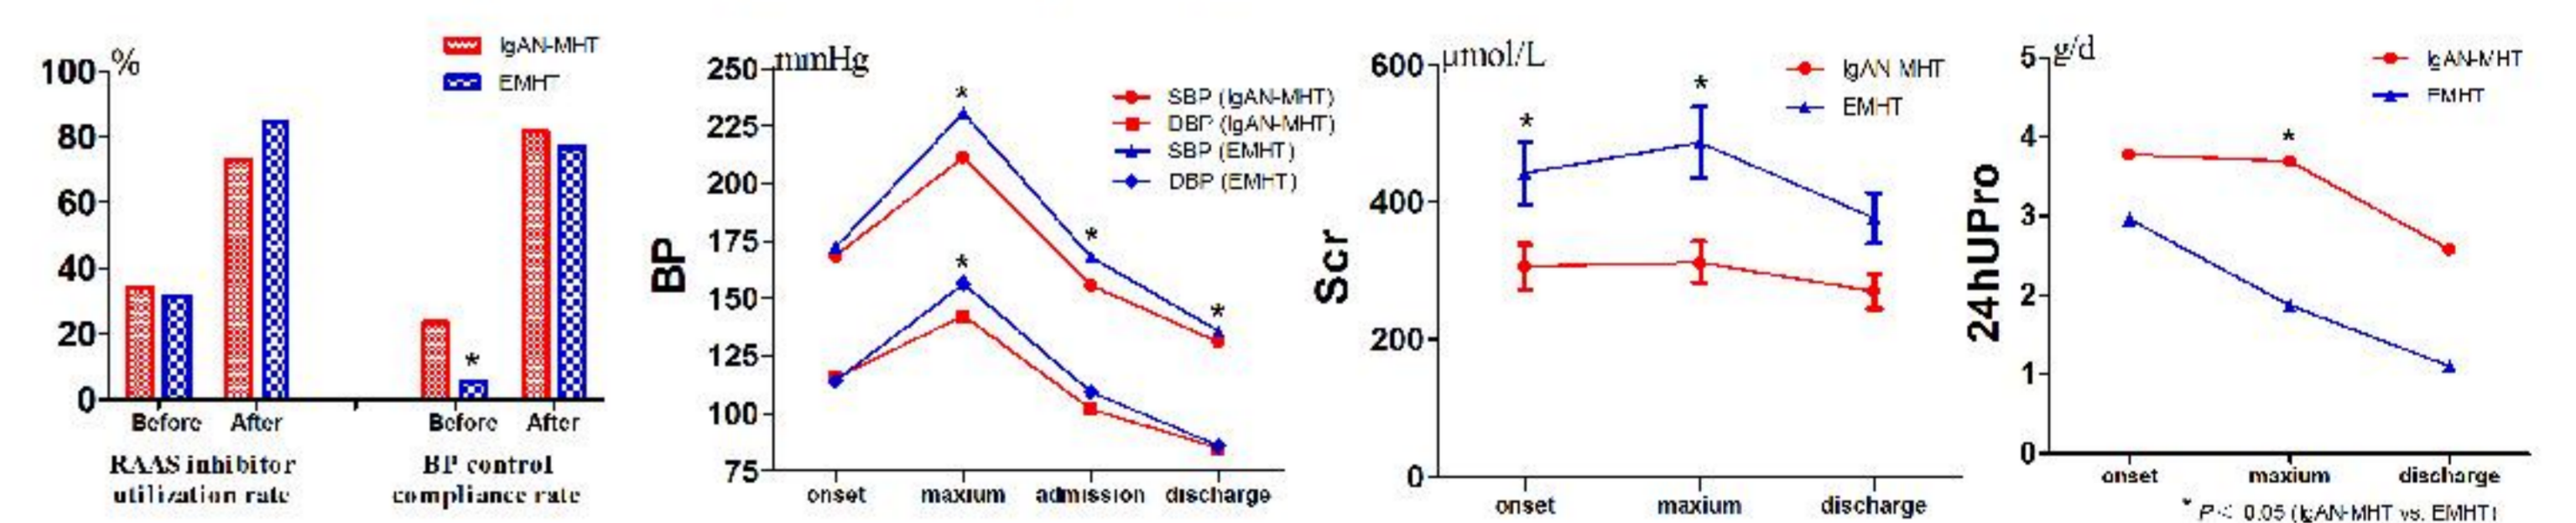 %
IgAN-MHT
EMHT
100
80
60
40
20
0
Before After Before After
RAAS inhibitor
utilization rate
BP control
compliance rate
*
mmHg
BP
250
225
200
175
150
125
100
75
SBP (IgAN-MHT)
DBP (IgAN-MHT)
SBP (EMHT)
DBP (EMHT)
*
*
*
*
onset maxium admission discharge
μmol/L
Scr
600
400
200
0
IgAN MHT
EMHT
*
*
onset maxium discharge
g/d
24hUPro
5
4
3
2
1
0
IgAN-MHT
EMHT
*
onset maxium discharge
* P < 0.05 (IgAN-MHT vs. EMHT)